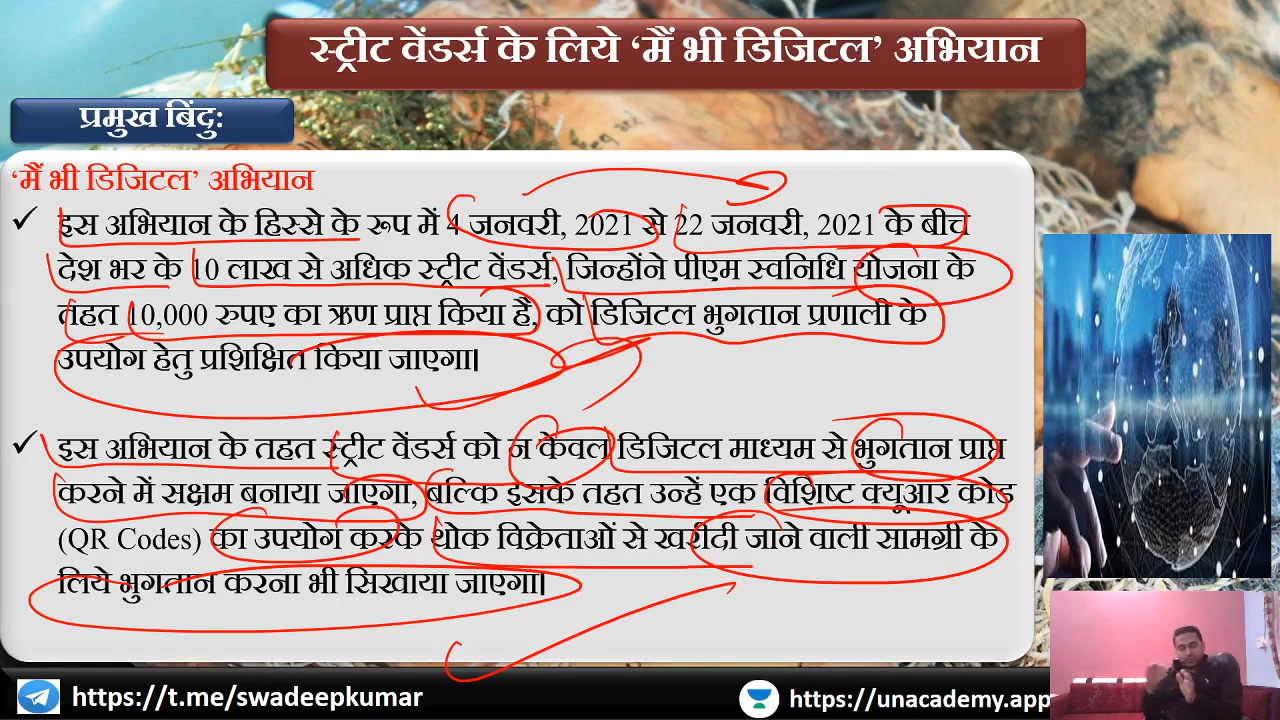 स्ट्रीट वेंडर्स के लिये ‘मैं भी डिजिटल’ अभियान
प्रमुख बिंदु:
‘मैं भी डिजिटल’ अभियान
✓ इस अभियान के हिस्से के रूप में 4 जनवरी, 2021 से 22 जनवरी, 2021 के बीच
देश भर के 10 लाख से अधिक स्ट्रीट वेंडर्स, जिन्होंने पीएम स्वनिधि योजना के
तहत 10,000 रुपए का ऋण प्राप्त किया है, को डिजिटल भुगतान प्रणाली के
उपयोग हेतु प्रशिक्षित किया जाएगा।
✓ इस अभियान के तहत स्ट्रीट वेंडर्स को न केवल डिजिटल माध्यम से भुगतान प्राप्त
करने में सक्षम बनाया जाएगा, बल्कि इसके तहत उन्हें एक विशिष्ट क्यूआर कोड
(QR Codes) का उपयोग करके थोक विक्रेताओं से खरीदी जाने वाली सामग्री के
लिये भुगतान करना भी सिखाया जाएगा।
https://t.me/swadeepkumar
https://unacademy.app